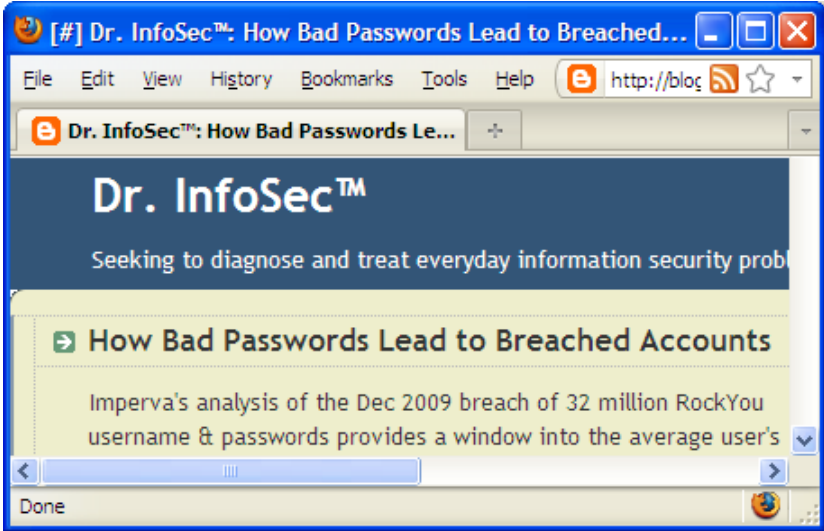 [#] Dr. InfoSec™: How Bad Passwords Lead to Breached...
File Edit View History Bookmarks Tools Help http://blog
Dr. InfoSec™: How Bad Passwords Le...
Dr. InfoSec™
Seeking to diagnose and treat everyday information security probl
How Bad Passwords Lead to Breached Accounts
Imperva's analysis of the Dec 2009 breach of 32 million RockYou
username & passwords provides a window into the average user's
Done